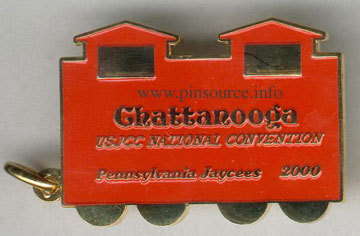 www.pinsource.info
Chattanooga
USJCC NATIONAL CONVENTION
Pennsylvania Jaycees 2000